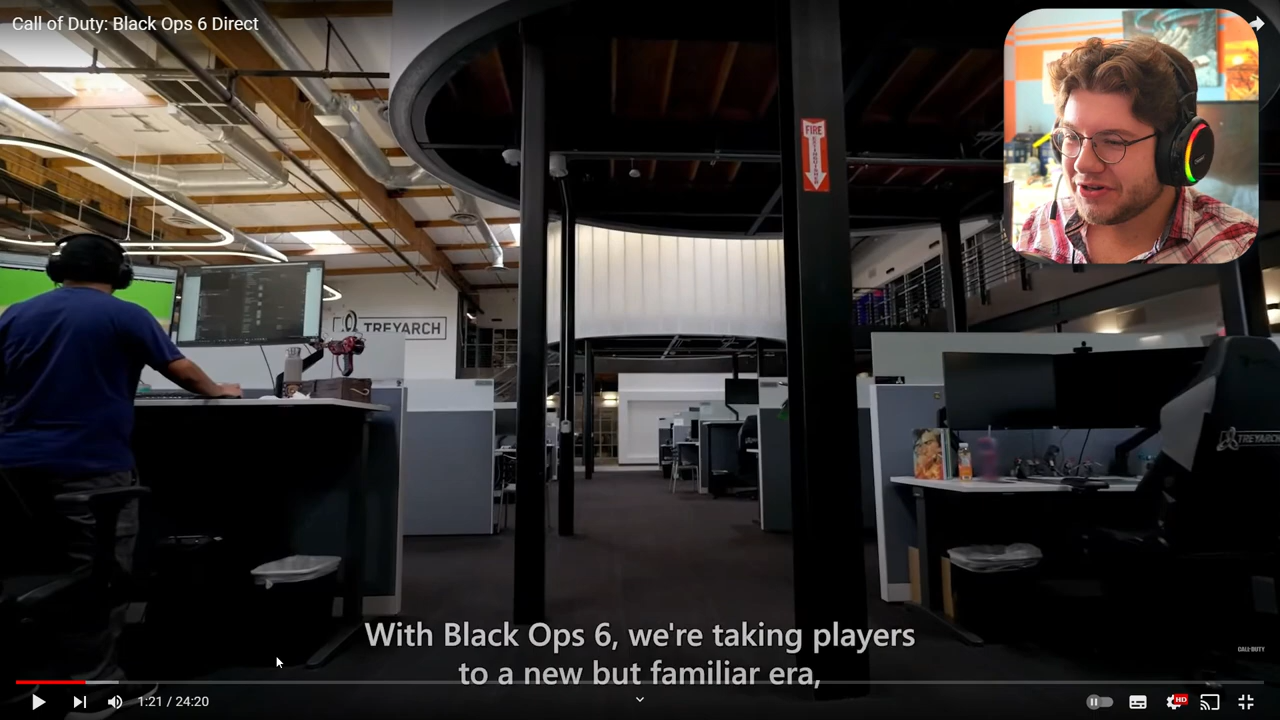 Call of Duty: Black Ops 6 Direct
FIRE
EXTINGUISHER
TREYARCH
TREYARCH
With Black Ops 6, we're taking players
to a new but familiar era,
CALL OF DUTY
1:21 / 24:20
HD